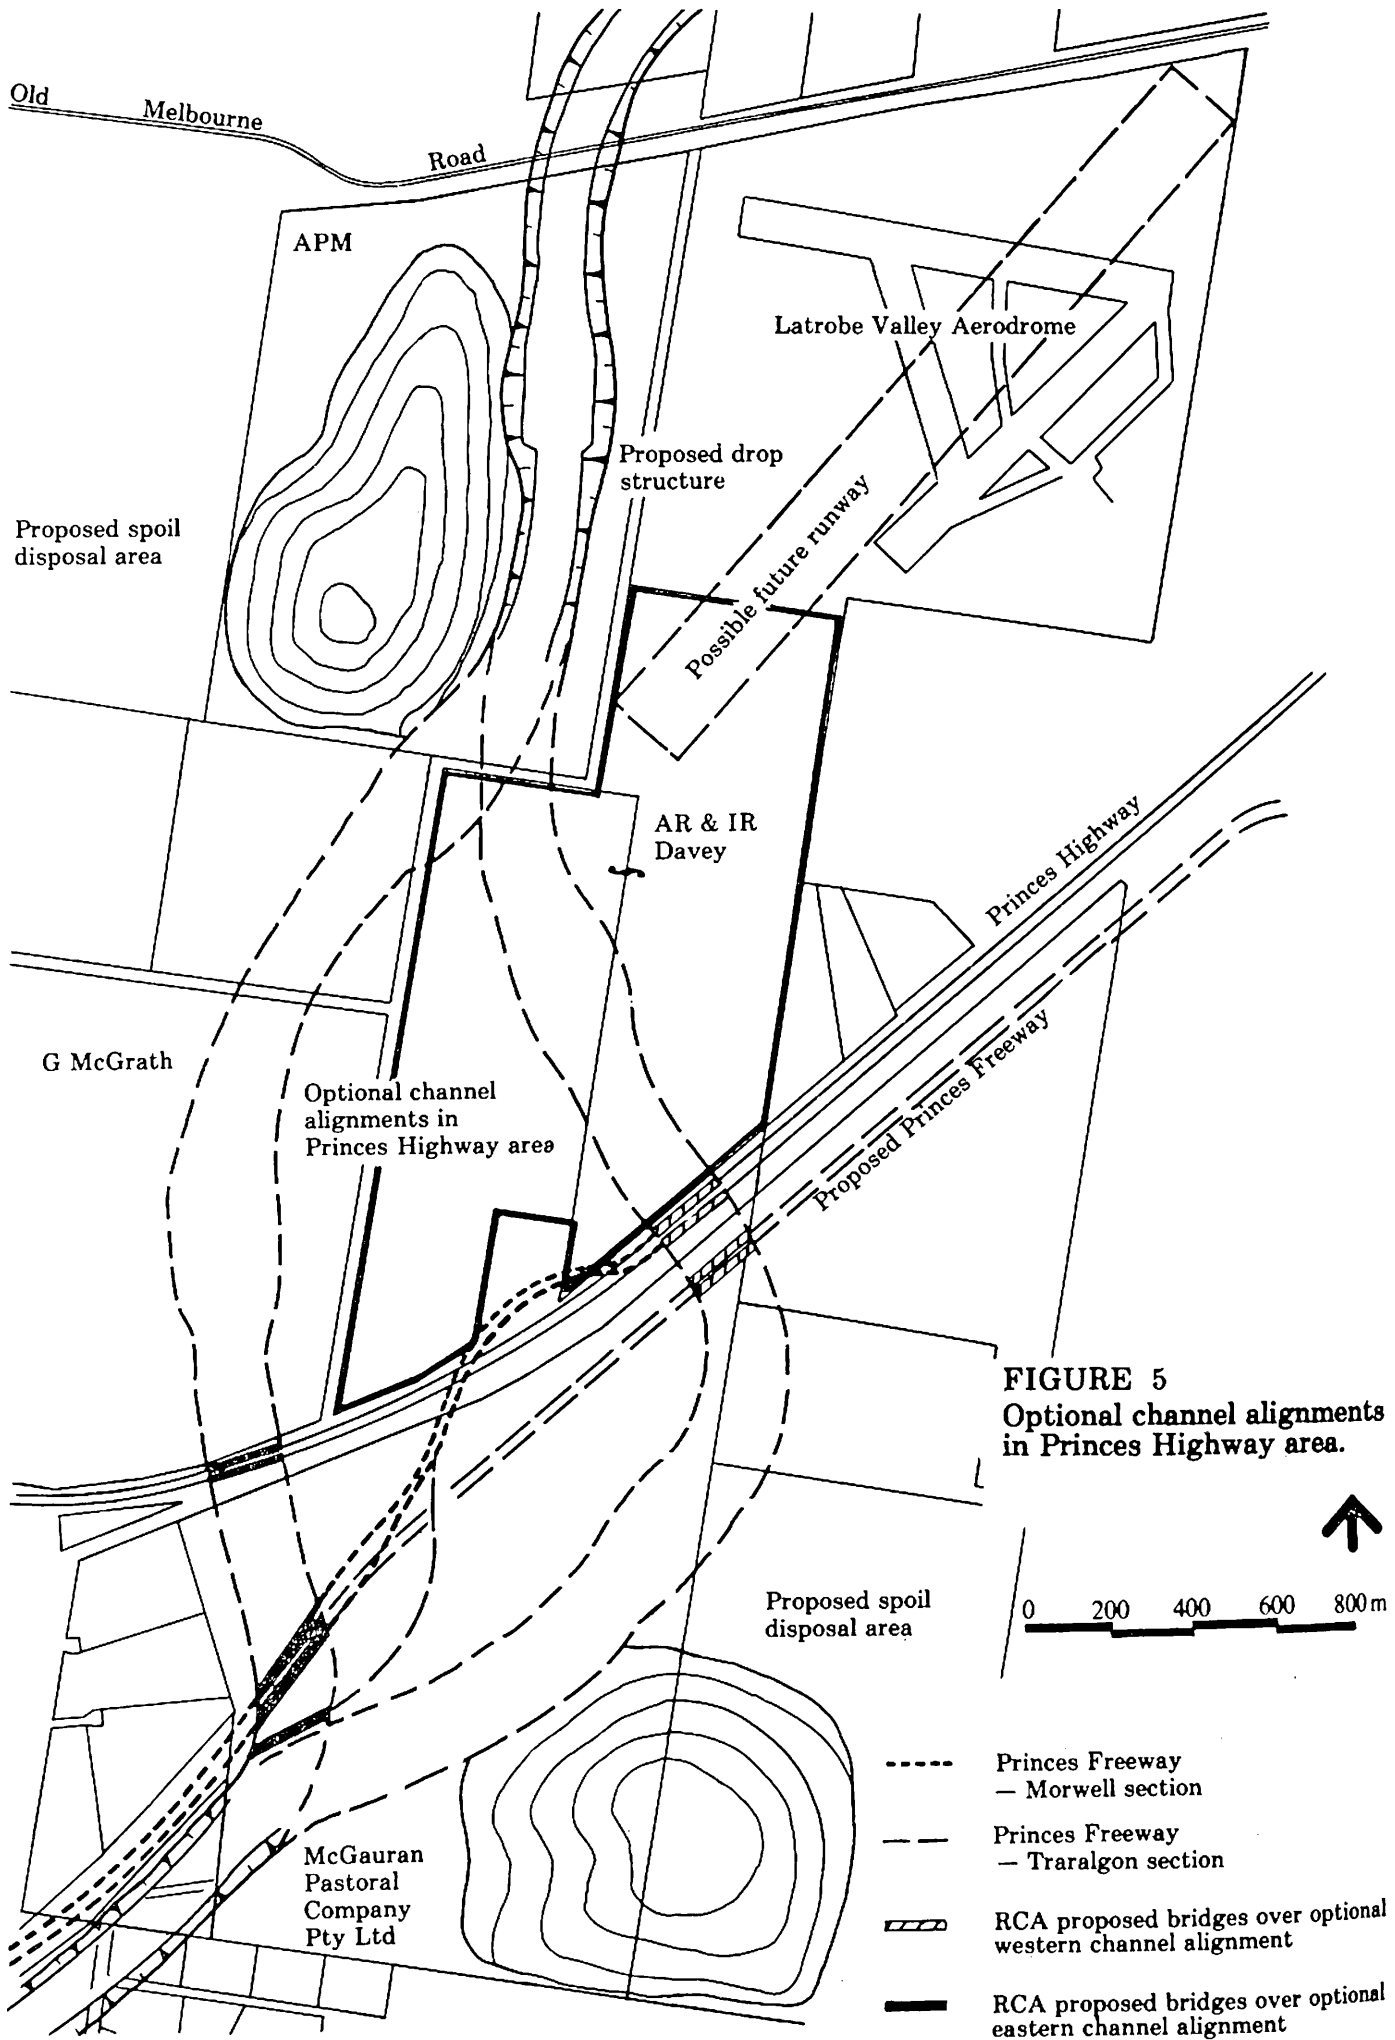 Old Melbourne Road
APM
Latrobe Valley Aerodrome
Proposed drop
structure
Possible future runway
Proposed spoil
disposal area
AR & IR
Davey
Princes Highway
Proposed Princes Freeway
G McGrath
Optional channel
alignments in
Princes Highway area
FIGURE 5
Optional channel alignments
in Princes Highway area.
Proposed spoil
disposal area
0 200 400 600 800 m
McGauran
Pastoral
Company
Pty Ltd
Princes Freeway
— Morwell section
Princes Freeway
— Traralgon section
RCA proposed bridges over optional
western channel alignment
RCA proposed bridges over optional
eastern channel alignment